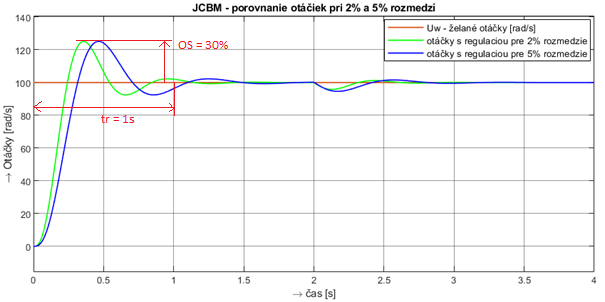 JCBM - porovnanie otáčiek pri 2% a 5% rozmedzí
Uw - želané otáčky [rad/s]
otáčky s regulaciou pre 2% rozmedzie
otáčky s regulaciou pre 5% rozmedzie
OS = 30%
tr = 1s
→ Otáčky [rad/s]
140
120
100
80
60
40
20
0
0 0.5 1 1.5 2 2.5 3 3.5 4
→ čas [s]